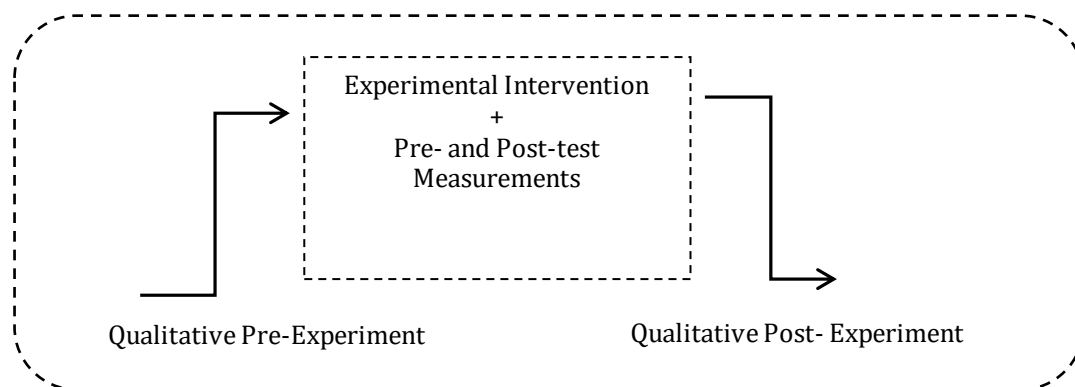 Experimental Intervention
+
Pre- and Post-test
Measurements
Qualitative Pre-Experiment
Qualitative Post- Experiment